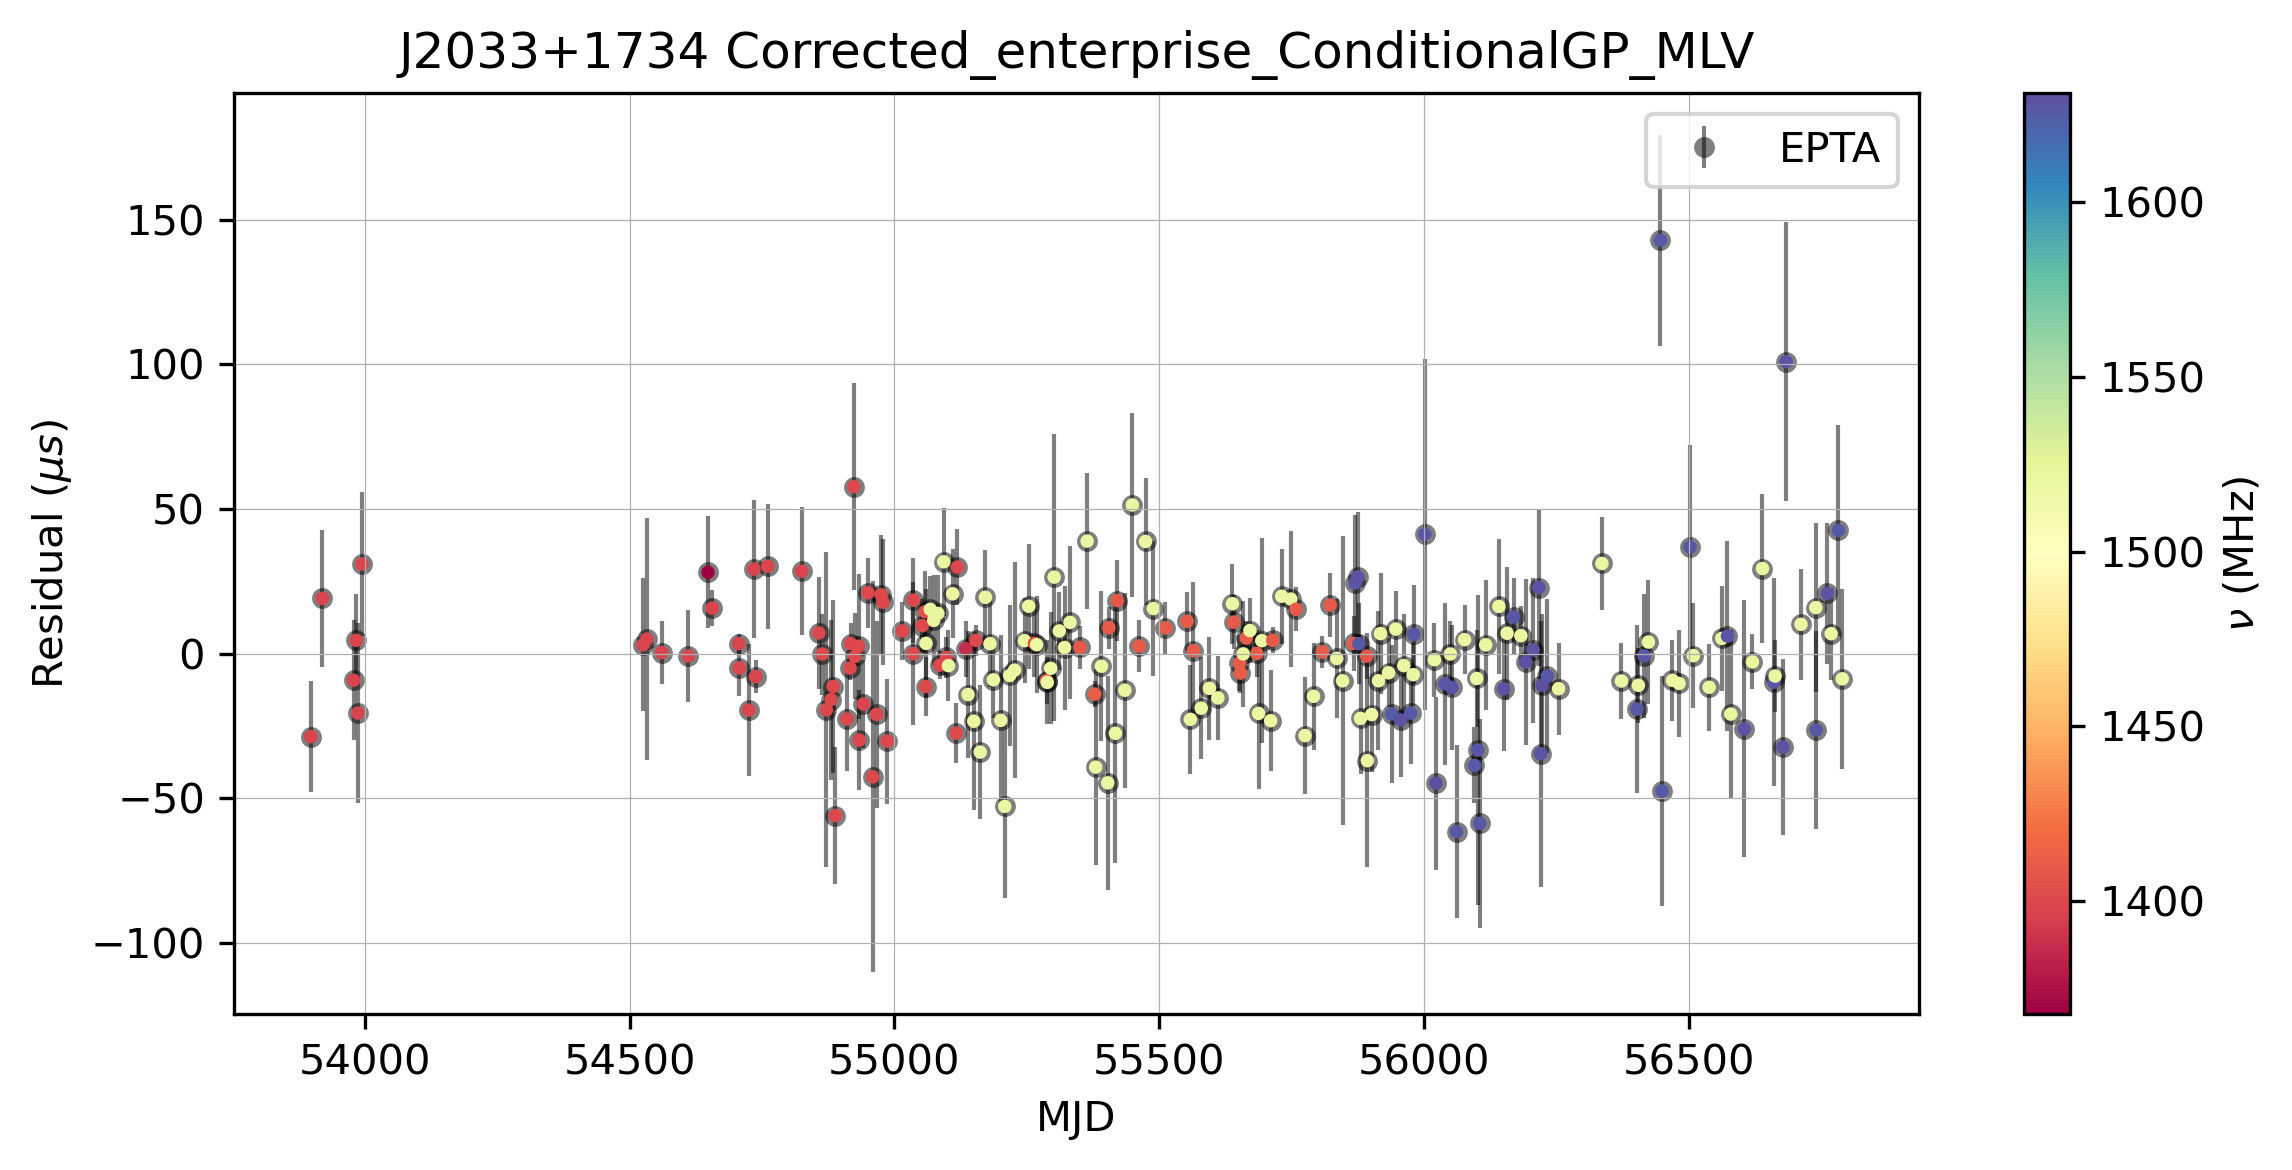 J2033+1734 Corrected_enterprise_ConditionalGP_MLV
EPTA
150
100
50
0
−50
−100
Residual (μs)
54000 54500 55000 55500 56000 56500
MJD
1600
1550
1500
1450
1400
ν (MHz)